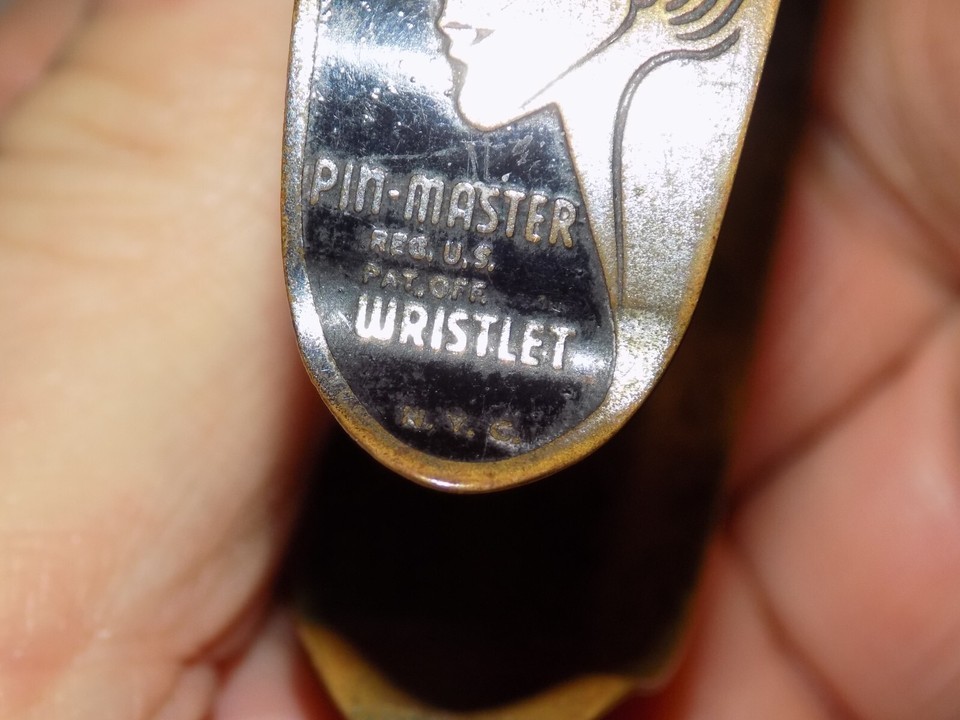 PIN-MASTER
REG. U.S.
PAT. OFF.
WRISTLET
N. Y. C.